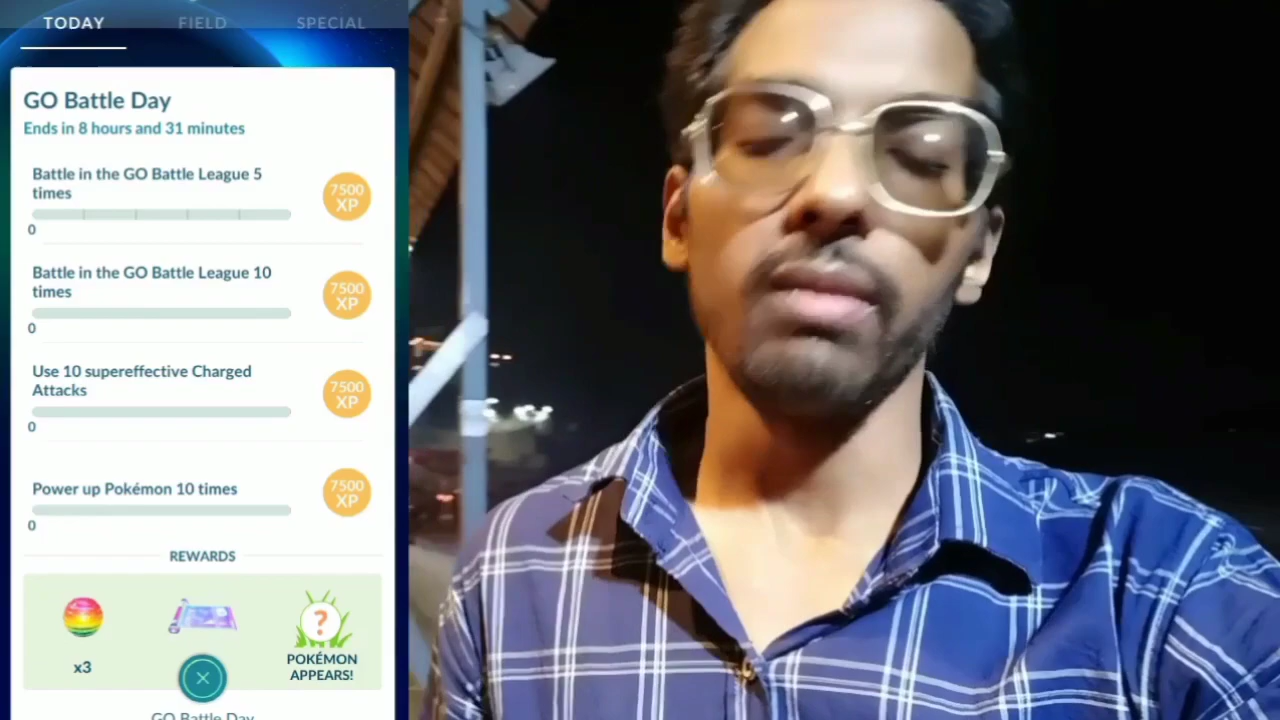 TODAY FIELD SPECIAL
GO Battle Day
Ends in 8 hours and 31 minutes
Battle in the GO Battle League 5
times
7500
XP
0
Battle in the GO Battle League 10
times
7500
XP
0
Use 10 supereffective Charged
Attacks
7500
XP
0
Power up Pokémon 10 times
7500
XP
0
REWARDS
?
x3
POKÉMON
APPEARS!
GO Battle Day